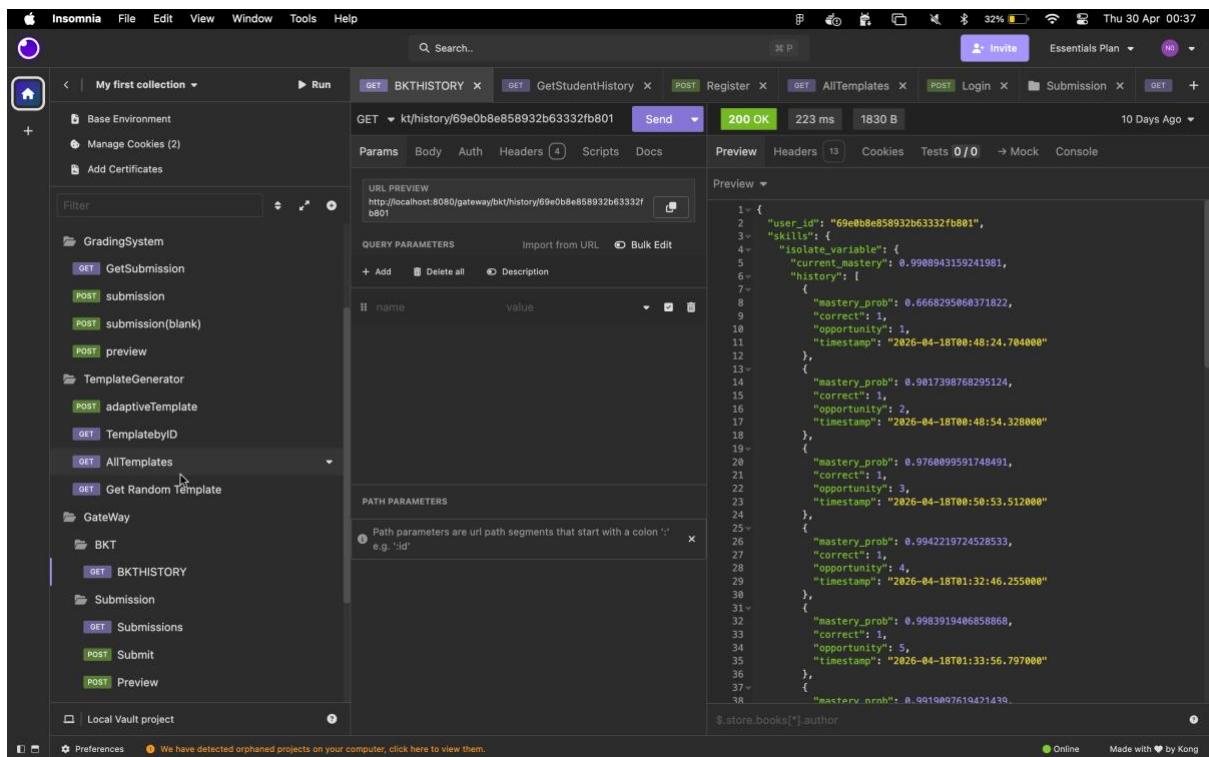 Insomnia File Edit View Window Tools Help 32% Thu 30 Apr 00:37
Search.. ⌘ P Invite Essentials Plan NO
My first collection Run
Base Environment
Manage Cookies (2)
Add Certificates
Filter
GradingSystem
GET GetSubmission
POST submission
POST submission(blank)
POST preview
TemplateGenerator
POST adaptiveTemplate
GET TemplatebyID
GET AllTemplates
GET Get Random Template
GateWay
BKT
GET BKTHISTORY
Submission
GET Submissions
POST Submit
POST Preview
Local Vault project
GET BKTHISTORY GET GetStudentHistory POST Register GET AllTemplates POST Login Submission GET
GET kt/history/69e0b8e858932b63332fb801 Send
Params Body Auth Headers 4 Scripts Docs
URL PREVIEW
http://localhost:8080/gateway/bkt/history/69e0b8e858932b63332f
b801
QUERY PARAMETERS Import from URL Bulk Edit
+ Add Delete all Description
name value
PATH PARAMETERS
Path parameters are url path segments that start with a colon ':'
e.g. ':id'
200 OK 223 ms 1830 B 10 Days Ago
Preview Headers 13 Cookies Tests 0 / 0 → Mock Console
Preview
1 {
2 "user_id": "69e0b8e858932b63332fb801",
3 "skills": {
4 "isolate_variable": {
5 "current_mastery": 0.9908943159241981,
6 "history": [
7 {
8 "mastery_prob": 0.6668295060371822,
9 "correct": 1,
10 "opportunity": 1,
11 "timestamp": "2026-04-18T00:48:24.704000"
12 },
13 {
14 "mastery_prob": 0.9017398768295124,
15 "correct": 1,
16 "opportunity": 2,
17 "timestamp": "2026-04-18T00:48:54.328000"
18 },
19 {
20 "mastery_prob": 0.9760099591748491,
21 "correct": 1,
22 "opportunity": 3,
23 "timestamp": "2026-04-18T00:50:53.512000"
24 },
25 {
26 "mastery_prob": 0.9942219724528533,
27 "correct": 1,
28 "opportunity": 4,
29 "timestamp": "2026-04-18T01:32:46.255000"
30 },
31 {
32 "mastery_prob": 0.9983919406858868,
33 "correct": 1,
34 "opportunity": 5,
35 "timestamp": "2026-04-18T01:33:56.797000"
36 },
37 {
38 "mastery_prob": 0.9919097619421439,
$.store.books[*].author
Preferences We have detected orphaned projects on your computer, click here to view them. Online Made with ♥ by Kong